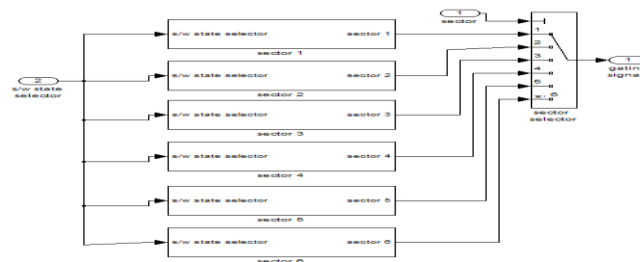 1
sector
s/w state selector sector 1
sector 1
1
2
3
4
5
*, 6
sector
selector
1
gatin
signa
s/w state selector sector 2
sector 2
2
s/w state
selector
s/w state selector sector 3
sector 3
s/w state selector sector 4
sector 4
s/w state selector sector 5
sector 5
s/w state selector sector 6
sector 6